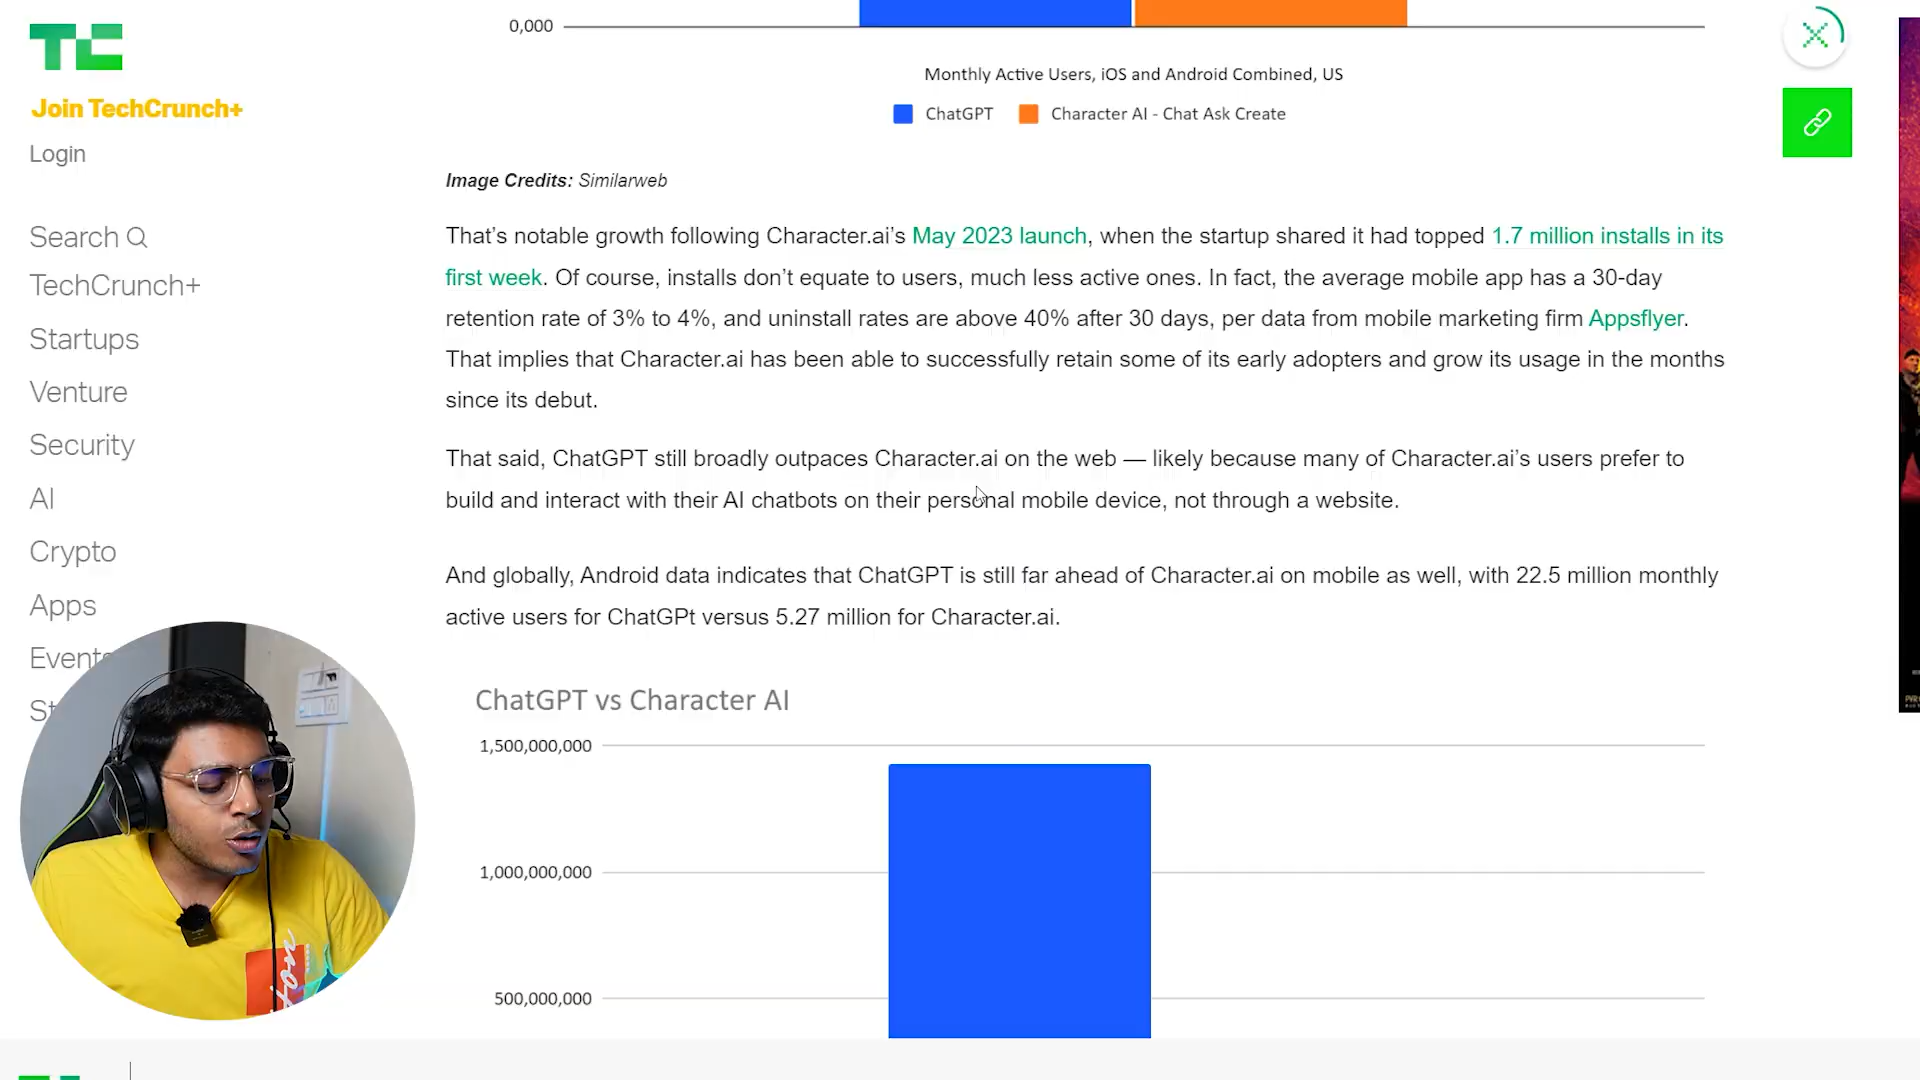 0,000
Monthly Active Users, iOS and Android Combined, US
ChatGPT
Character AI - Chat Ask Create
TC
Join TechCrunch+
Login
Search
TechCrunch+
Startups
Venture
Security
AI
Crypto
Apps
Events
St
Image Credits: Similarweb
That’s notable growth following Character.ai’s May 2023 launch, when the startup shared it had topped 1.7 million installs in its
first week. Of course, installs don’t equate to users, much less active ones. In fact, the average mobile app has a 30-day
retention rate of 3% to 4%, and uninstall rates are above 40% after 30 days, per data from mobile marketing firm Appsflyer.
That implies that Character.ai has been able to successfully retain some of its early adopters and grow its usage in the months
since its debut.
That said, ChatGPT still broadly outpaces Character.ai on the web — likely because many of Character.ai’s users prefer to
build and interact with their AI chatbots on their personal mobile device, not through a website.
And globally, Android data indicates that ChatGPT is still far ahead of Character.ai on mobile as well, with 22.5 million monthly
active users for ChatGPt versus 5.27 million for Character.ai.
ChatGPT vs Character AI
1,500,000,000
1,000,000,000
500,000,000